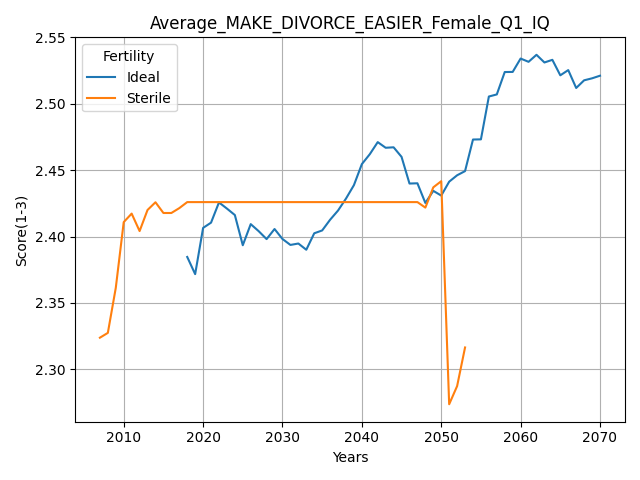 Average_MAKE_DIVORCE_EASIER_Female_Q1_IQ
Fertility
Ideal
Sterile
Score(1-3)
2.55
2.50
2.45
2.40
2.35
2.30
2010 2020 2030 2040 2050 2060 2070
Years